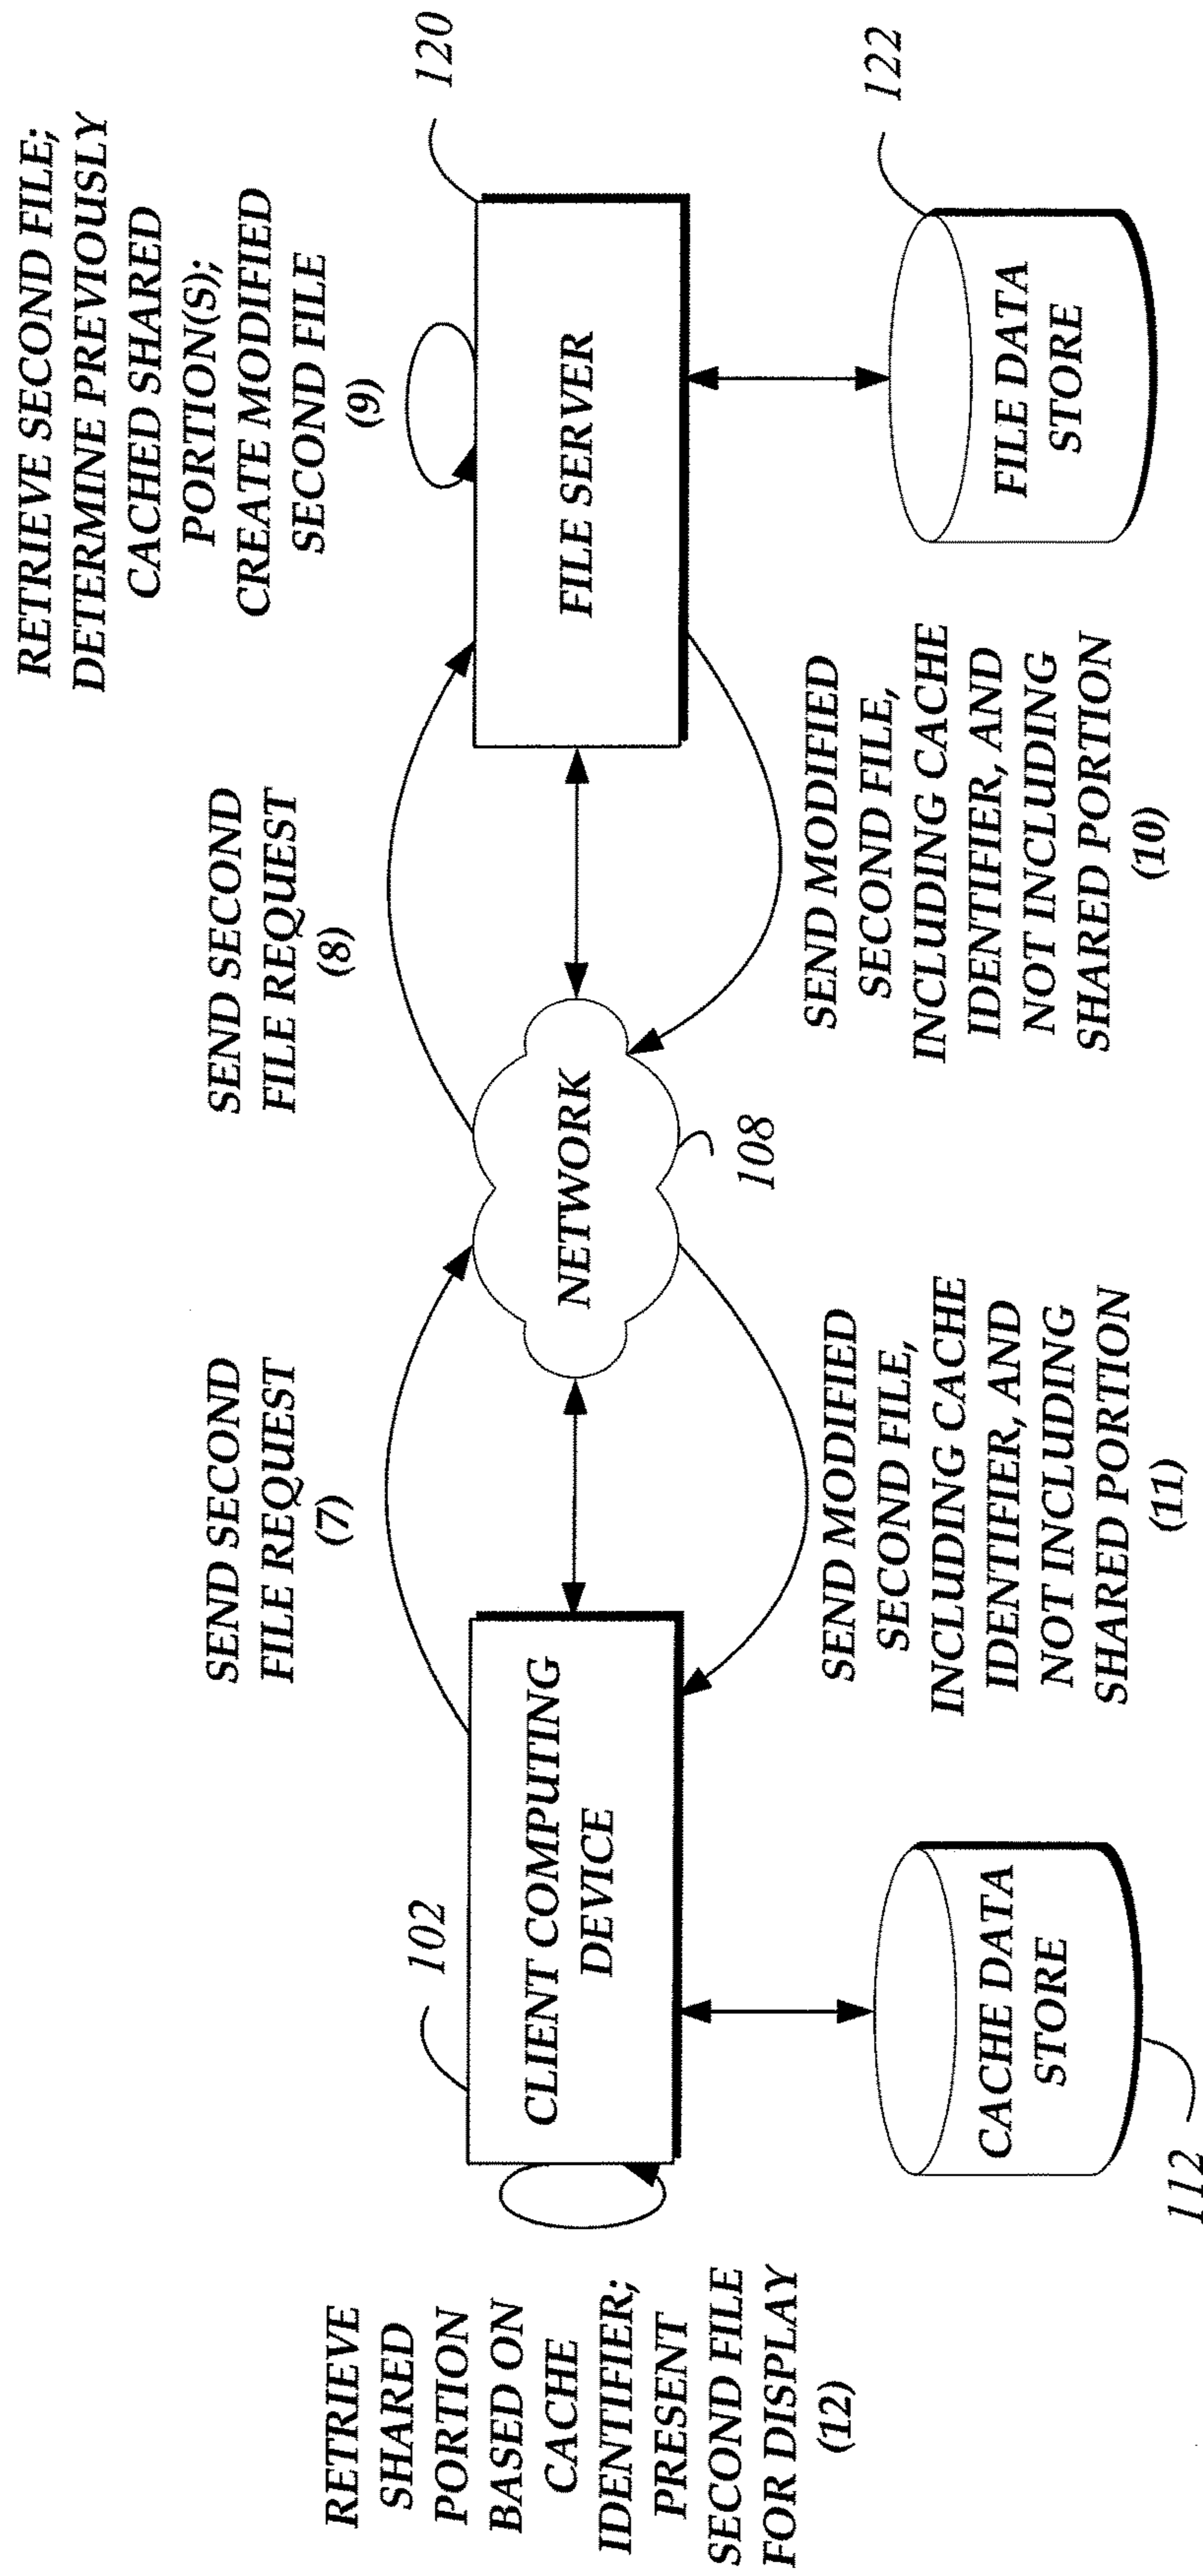 RETRIEVE SECOND FILE;
DETERMINE PREVIOUSLY
CACHED SHARED
PORTION(S);
CREATE MODIFIED
SECOND FILE
(9)
120
SEND SECOND
FILE REQUEST
(7)
SEND SECOND
FILE REQUEST
(8)
102
CLIENT COMPUTING
DEVICE
NETWORK
108
FILE SERVER
RETRIEVE
SHARED
PORTION
BASED ON
CACHE
IDENTIFIER;
PRESENT
SECOND FILE
FOR DISPLAY
(12)
SEND MODIFIED
SECOND FILE,
INCLUDING CACHE
IDENTIFIER, AND
NOT INCLUDING
SHARED PORTION
(11)
SEND MODIFIED
SECOND FILE,
INCLUDING CACHE
IDENTIFIER, AND
NOT INCLUDING
SHARED PORTION
(10)
122
CACHE DATA
STORE
112
FILE DATA
STORE